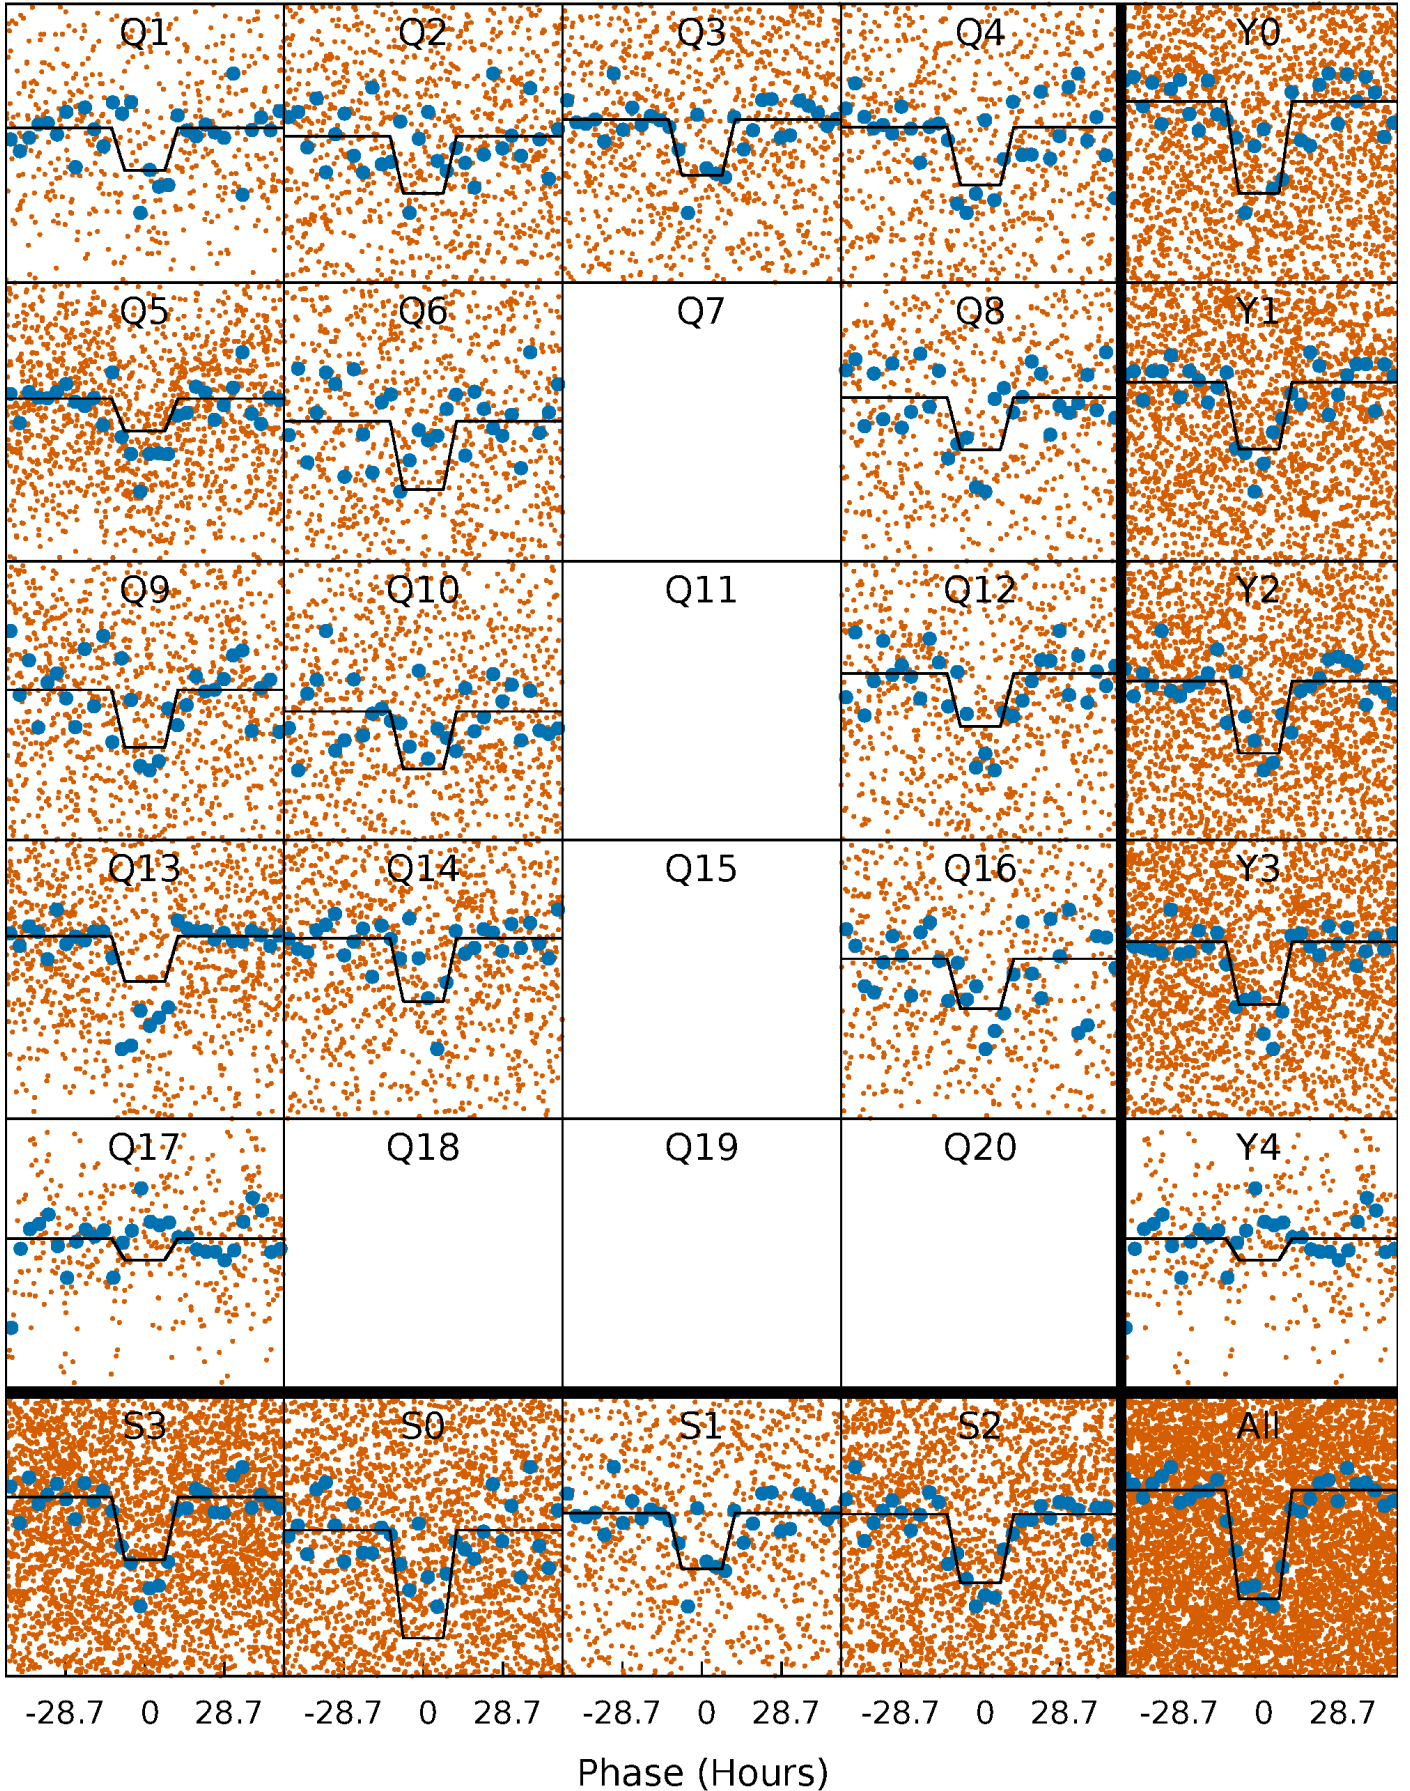 Q1 Q2 Q3 Q4 Y0
Q5 Q6 Q7 Q8 Y1
Q9 Q10 Q11 Q12 Y2
Q13 Q14 Q15 Q16 Y3
Q17 Q18 Q19 Q20 Y4
S3 S0 S1 S2 All
-28.7 0 28.7 -28.7 0 28.7 -28.7 0 28.7 -28.7 0 28.7 -28.7 0 28.7
Phase (Hours)